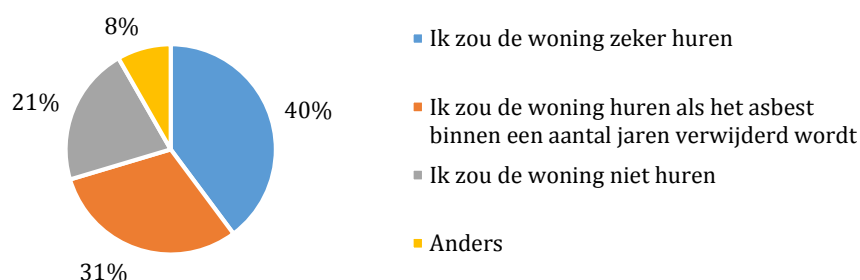 8%
21%
40%
31%
Ik zou de woning zeker huren
Ik zou de woning huren als het asbest
binnen een aantal jaren verwijderd wordt
Ik zou de woning niet huren
Anders